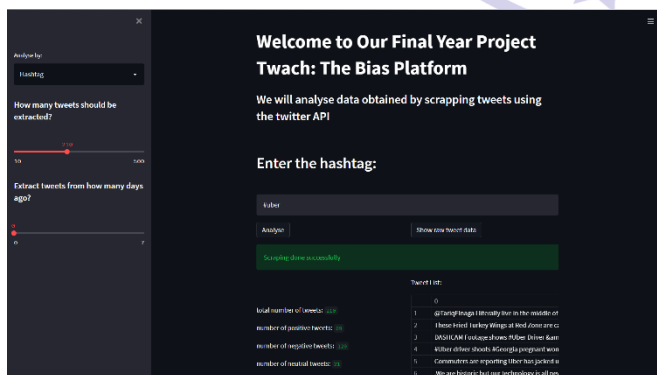 Analyse by:
Hashtag
How many tweets should be
extracted?
10
500
Extract tweets from how many days
ago?
0
7
Welcome to Our Final Year Project
Twach: The Bias Platform
We will analyse data obtained by scrapping tweets using
the twitter API
Enter the hashtag:
#uber
Analyse
Show raw tweet data
Scraping done successfully
Tweet List:
total number of tweets:
number of positive tweets:
number of negative tweets:
number of neutral tweets:
0
1 @TariqFinaga I literally live in the middle of
2 These Fried Turkey Wings at Red Zone are ca
3 DASHCAM Footage shows #Uber Driver &am
4 #Uber driver shoots #Georgia pregnant wom
5 Commuters are reporting Uber has jacked u
6 We are historic but our technology is all new